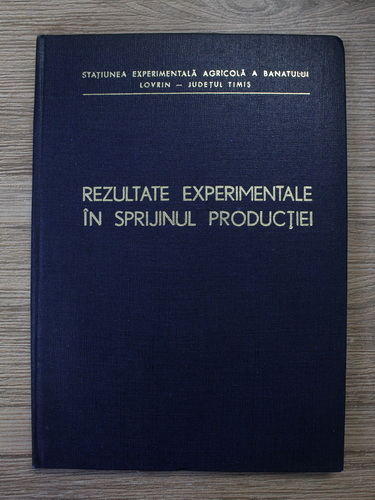 STAȚIUNEA EXPERIMENTALĂ AGRICOLĂ A BANATULUI
LOVRIN — JUDEȚUL TIMIȘ
REZULTATE EXPERIMENTALE
ÎN SPRIJINUL PRODUCȚIEI